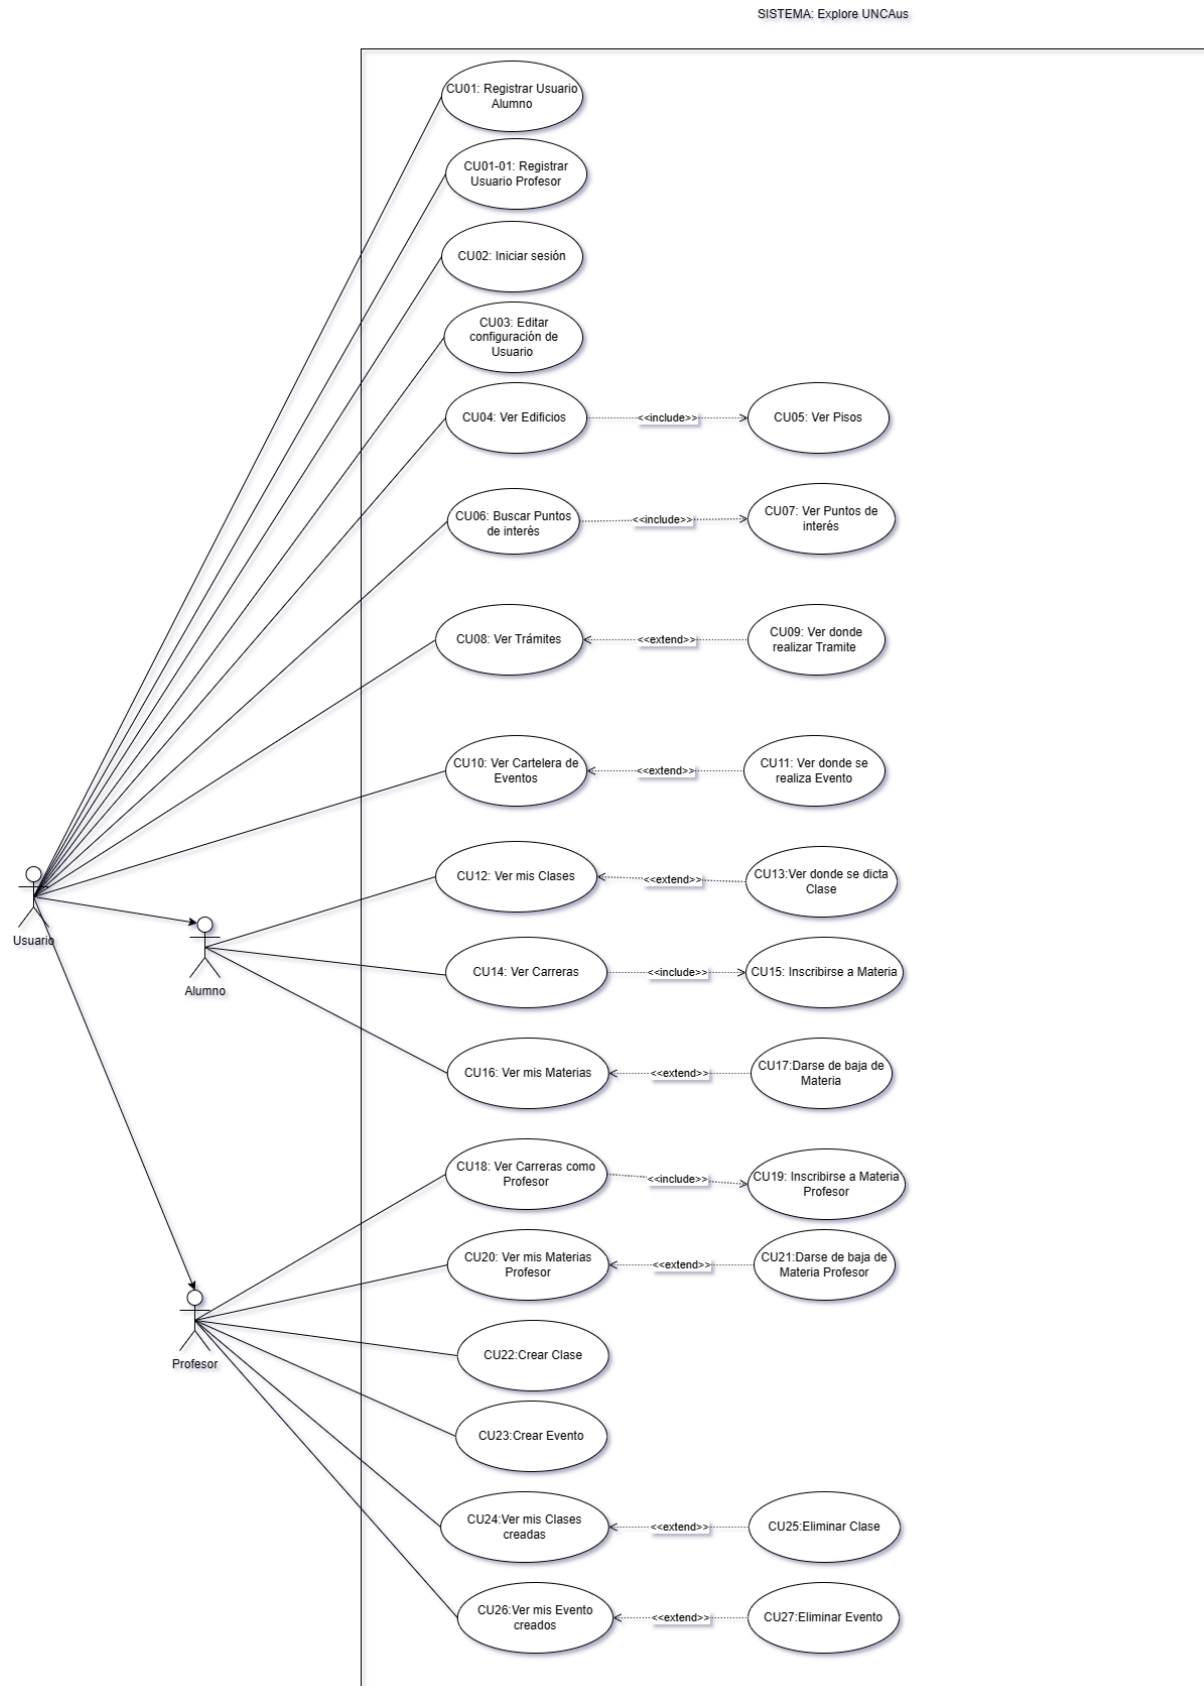 SISTEMA: Explore UNCAus
CU01: Registrar Usuario
Alumno
CU01-01: Registrar
Usuario Profesor
CU02: Iniciar sesión
CU03: Editar
configuración de
Usuario
CU04: Ver Edificios
<<include>>
CU05: Ver Pisos
CU06: Buscar Puntos
de interés
<<include>>
CU07: Ver Puntos de
interés
CU08: Ver Trámites
<<extend>>
CU09: Ver donde
realizar Tramite
CU10: Ver Cartelera de
Eventos
<<extend>>
CU11: Ver donde se
realiza Evento
Usuario
CU12: Ver mis Clases
<<extend>>
CU13:Ver donde se dicta
Clase
Alumno
CU14: Ver Carreras
<<include>>
CU15: Inscribirse a Materia
CU16: Ver mis Materias
<<extend>>
CU17:Darse de baja de
Materia
CU18: Ver Carreras como
Profesor
<<include>>
CU19: Inscribirse a Materia
Profesor
CU20: Ver mis Materias
Profesor
<<extend>>
CU21:Darse de baja de
Materia Profesor
Profesor
CU22:Crear Clase
CU23:Crear Evento
CU24:Ver mis Clases
creadas
<<extend>>
CU25:Eliminar Clase
CU26:Ver mis Evento
creados
<<extend>>
CU27:Eliminar Evento